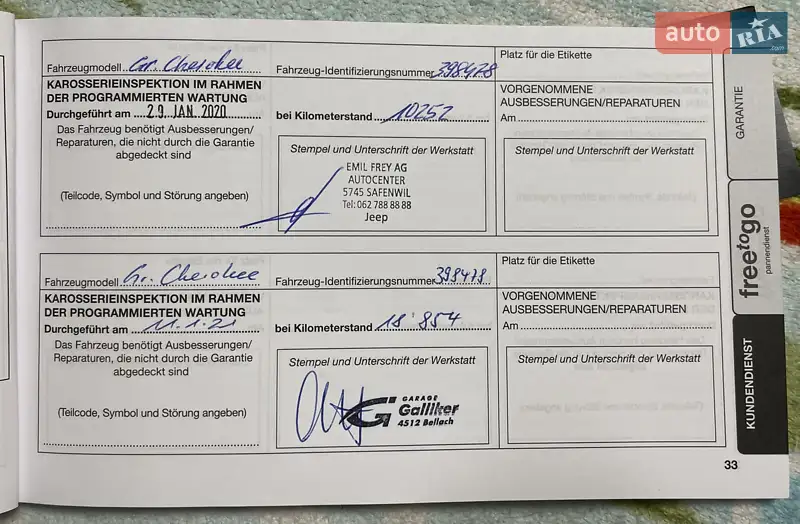 auto RIA.com
Fahrzeugmodell Gr. Cherokee
Fahrzeug-Identifizierungsnummer 398478
Platz für die Etikette
KAROSSERIEINSPEKTION IM RAHMEN
DER PROGRAMMIERTEN WARTUNG
Durchgeführt am 29. JAN. 2020
bei Kilometerstand 10252
VORGENOMMENE
AUSBESSERUNGEN/REPARATUREN
Am
Das Fahrzeug benötigt Ausbesserungen/
Reparaturen, die nicht durch die Garantie
abgedeckt sind
(Teilcode, Symbol und Störung angeben)
Stempel und Unterschrift der Werkstatt
EMIL FREY AG
AUTOCENTER
5745 SAFENWIL
Tel: 062 788 88 88
Jeep
Stempel und Unterschrift der Werkstatt
Fahrzeugmodell Gr. Cherokee
Fahrzeug-Identifizierungsnummer 398478
Platz für die Etikette
KAROSSERIEINSPEKTION IM RAHMEN
DER PROGRAMMIERTEN WARTUNG
Durchgeführt am 11.1.21
bei Kilometerstand 18'854
VORGENOMMENE
AUSBESSERUNGEN/REPARATUREN
Am
Das Fahrzeug benötigt Ausbesserungen/
Reparaturen, die nicht durch die Garantie
abgedeckt sind
(Teilcode, Symbol und Störung angeben)
Stempel und Unterschrift der Werkstatt
GARAGE
Galliker
4512 Bellach
Stempel und Unterschrift der Werkstatt
GARANTIE
freetogo
pannendienst
KUNDENDIENST
33